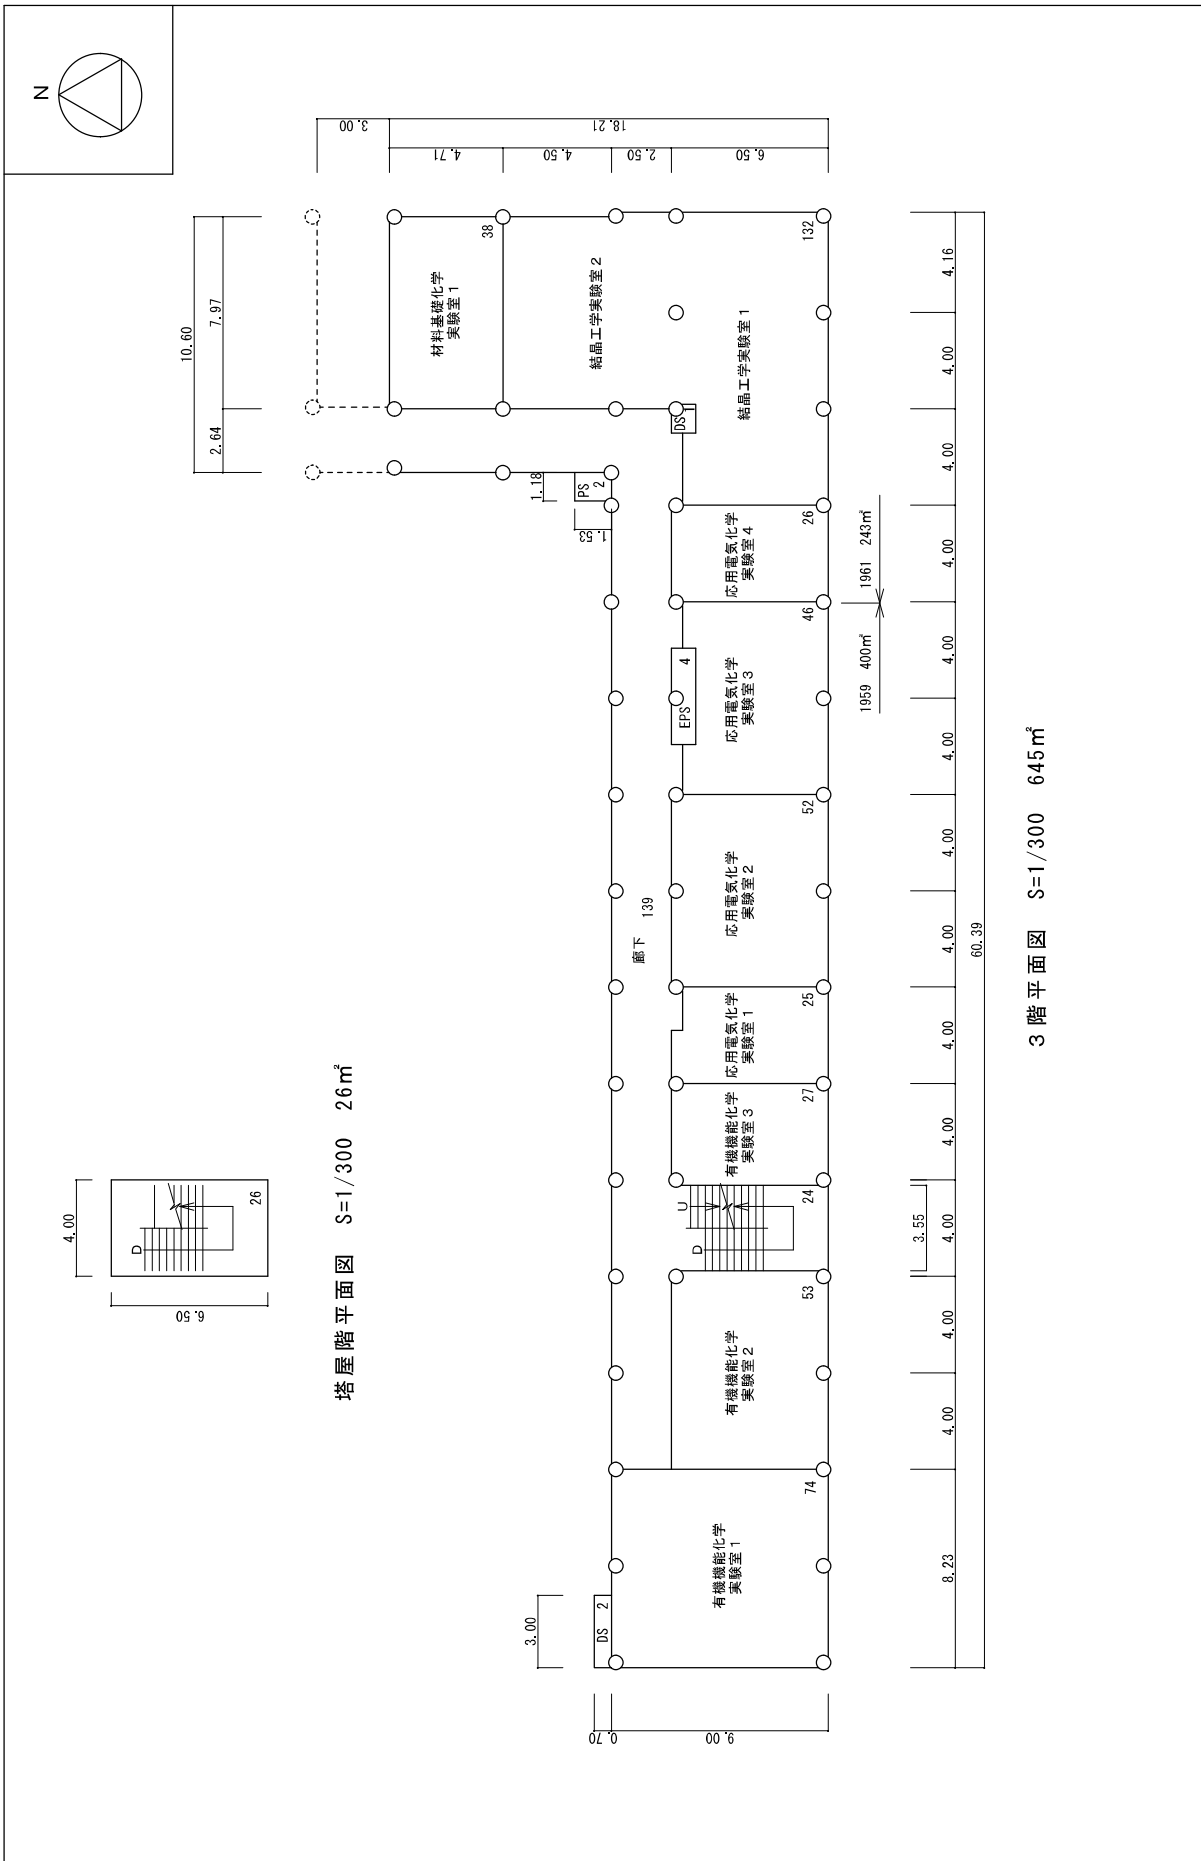 N
10.60
2.64
7.97
3.00
18.21
4.71
4.50
2.50
6.50
材料基礎化学
実験室1
38
結晶工学実験室2
結晶工学実験室1
132
DS
1
PS
2
1.18
1.53
応用電気化学
実験室4
26
応用電気化学
実験室3
46
EPS
4
応用電気化学
実験室2
52
廊下
139
応用電気化学
実験室1
25
有機機能化学
実験室3
27
U
D
24
有機機能化学
実験室2
53
有機機能化学
実験室1
74
DS
2
3.00
0.70
9.00
1959 400㎡
1961 243㎡
8.23
4.00
4.00
4.00
3.55
4.00
4.00
4.00
4.00
4.00
4.00
4.00
4.00
4.00
4.16
60.39
3階平面図 S=1/300 645㎡
4.00
6.50
D
26
塔屋階平面図 S=1/300 26㎡